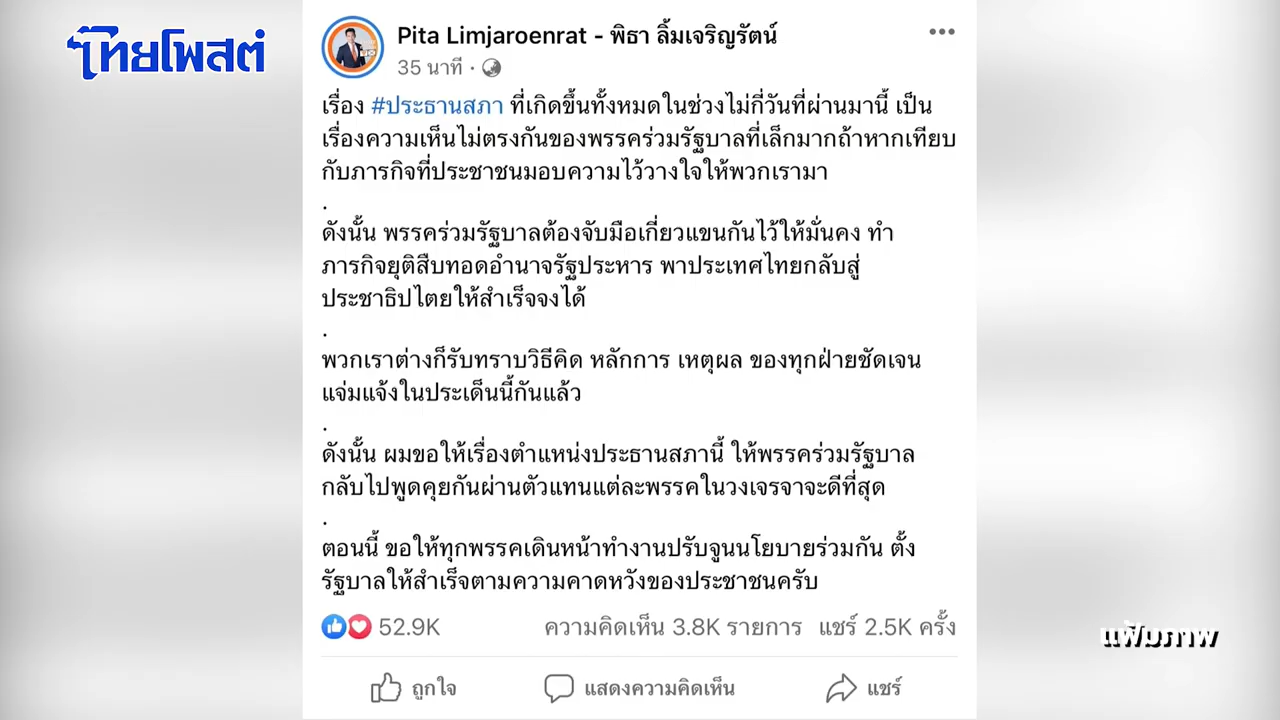 ไทยโพสต์
Pita Limjaroenrat - พิธา ลิ้มเจริญรัตน์
35 นาที ·
เรื่อง #ประธานสภา ที่เกิดขึ้นทั้งหมดในช่วงไม่กี่วันที่ผ่านมานี้ เป็น
เรื่องความเห็นไม่ตรงกันของพรรคร่วมรัฐบาลที่เล็กมากถ้าหากเทียบ
กับภารกิจที่ประชาชนมอบความไว้วางใจให้พวกเรามา
.
ดังนั้น พรรคร่วมรัฐบาลต้องจับมือเกี่ยวแขนกันไว้ให้มั่นคง ทำ
ภารกิจยุติสืบทอดอำนาจรัฐประหาร พาประเทศไทยกลับสู่
ประชาธิปไตยให้สำเร็จจงได้
.
พวกเราต่างก็รับทราบวิธีคิด หลักการ เหตุผล ของทุกฝ่ายชัดเจน
แจ่มแจ้งในประเด็นนี้กันแล้ว
.
ดังนั้น ผมขอให้เรื่องตำแหน่งประธานสภานี้ ให้พรรคร่วมรัฐบาล
กลับไปพูดคุยกันผ่านตัวแทนแต่ละพรรคในวงเจรจาจะดีที่สุด
.
ตอนนี้ ขอให้ทุกพรรคเดินหน้าทำงานปรับจูนนโยบายร่วมกัน ตั้ง
รัฐบาลให้สำเร็จตามความคาดหวังของประชาชนครับ
52.9K ความคิดเห็น 3.8K รายการ แชร์ 2.5K ครั้ง
แฟ้มภาพ
ถูกใจ แสดงความคิดเห็น แชร์